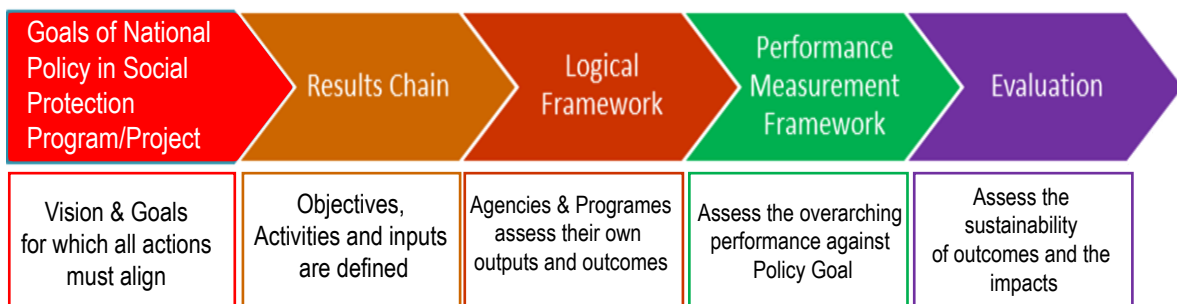 Goals of National
Policy in Social
Protection
Program/Project
Results Chain
Logical
Framework
Performance
Measurement
Framework
Evaluation
Vision & Goals
for which all actions
must align
Objectives,
Activities and inputs
are defined
Agencies & Programes
assess their own
outputs and outcomes
Assess the overarching
performance against
Policy Goal
Assess the
sustainability
of outcomes and the
impacts